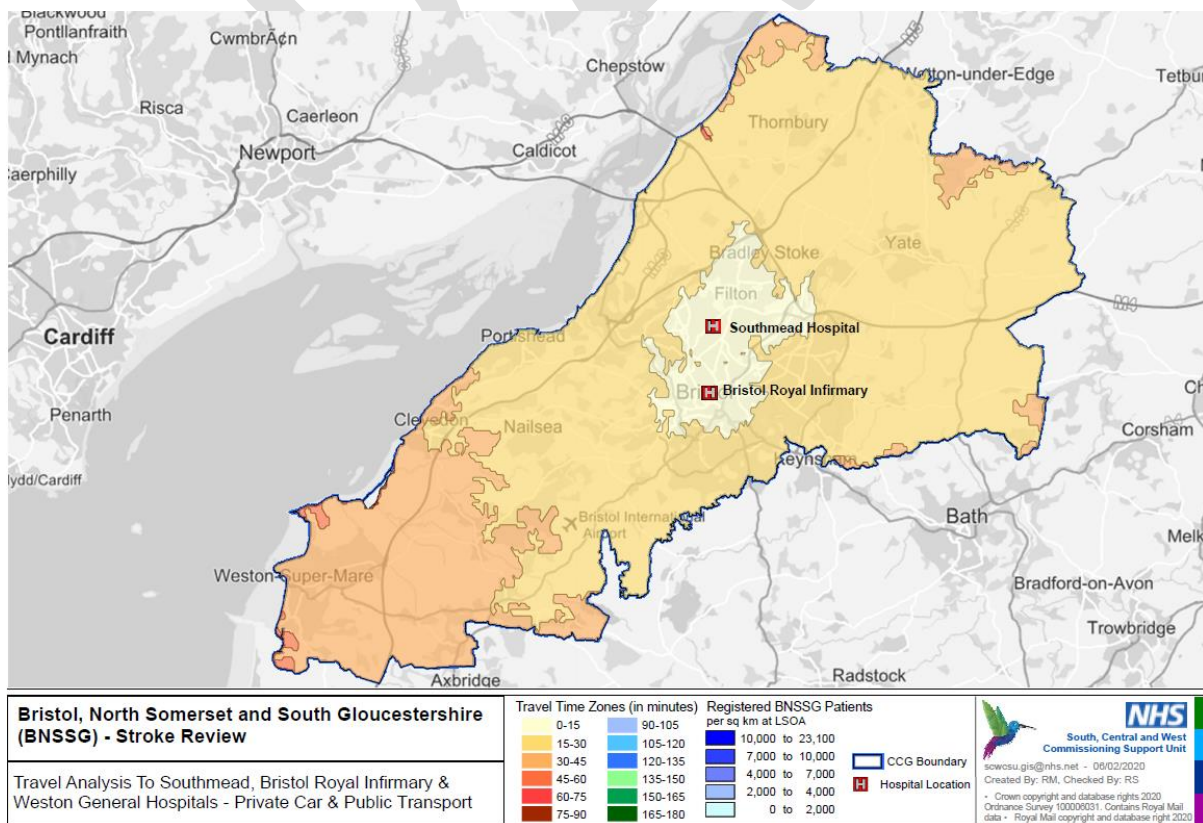 Blackwood
Pontllanfraith
Mynach
CwmbrÃ¢n
Chepstow
Wotton-under-Edge
Tetbury
Risca
Caerleon
Thornbury
Caerphilly
Newport
Caldicot
Yate
Bradley Stoke
Filton
M4
Cardiff
Southmead Hospital
Portishead
Bristol
Bristol Royal Infirmary
Penarth
Clevedon
Nailsea
Corsham
Keynsham
lydd/Cardiff
Bristol International
Airport
Bath
Melk
Weston-Super-Mare
Bradford-on-Avon
Trowbridge
Axbridge
Radstock
Bristol, North Somerset and South Gloucestershire
(BNSSG) - Stroke Review
Travel Analysis To Southmead, Bristol Royal Infirmary &
Weston General Hospitals - Private Car & Public Transport
Travel Time Zones (in minutes)
0-15
15-30
30-45
45-60
60-75
75-90
90-105
105-120
120-135
135-150
150-165
165-180
Registered BNSSG Patients
per sq km at LSOA
10,000 to 23,100
7,000 to 10,000
4,000 to 7,000
2,000 to 4,000
0 to 2,000
CCG Boundary
H Hospital Location
NHS
South, Central and West
Commissioning Support Unit
scwcsu.gis@nhs.net - 06/02/2020
Created By: RM, Checked By: RS
• Crown copyright and database rights 2020
Ordnance Survey 100006031. Contains Royal Mail
data • Royal Mail copyright and database right 2020